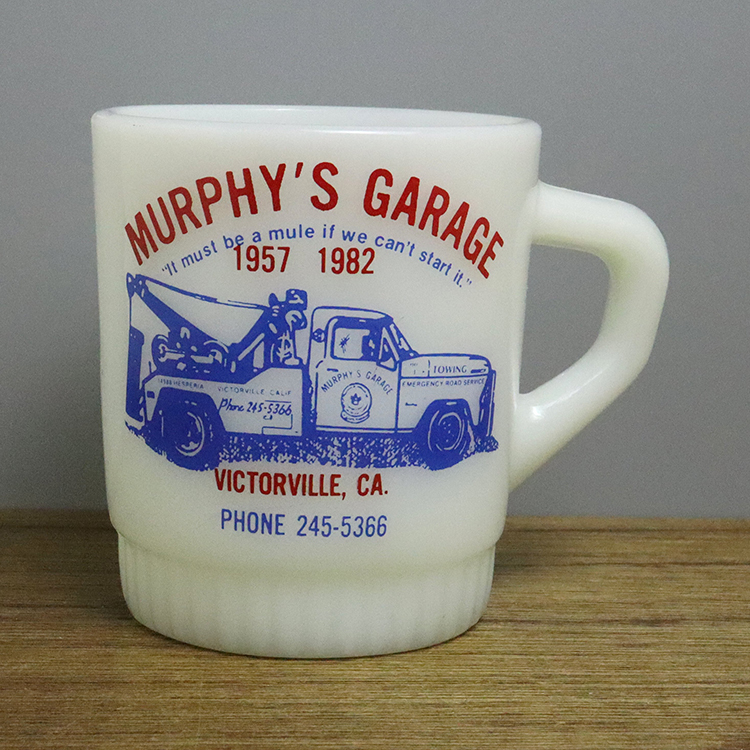 MURPHY'S GARAGE
"It must be a mule if we can't start it."
1957 1982
TOWING
EMERGENCY ROAD SERVICE
MURPHY'S GARAGE
HESPERIA VICTORVILLE CALIF
Phone 245-5366
VICTORVILLE, CA.
PHONE 245-5366